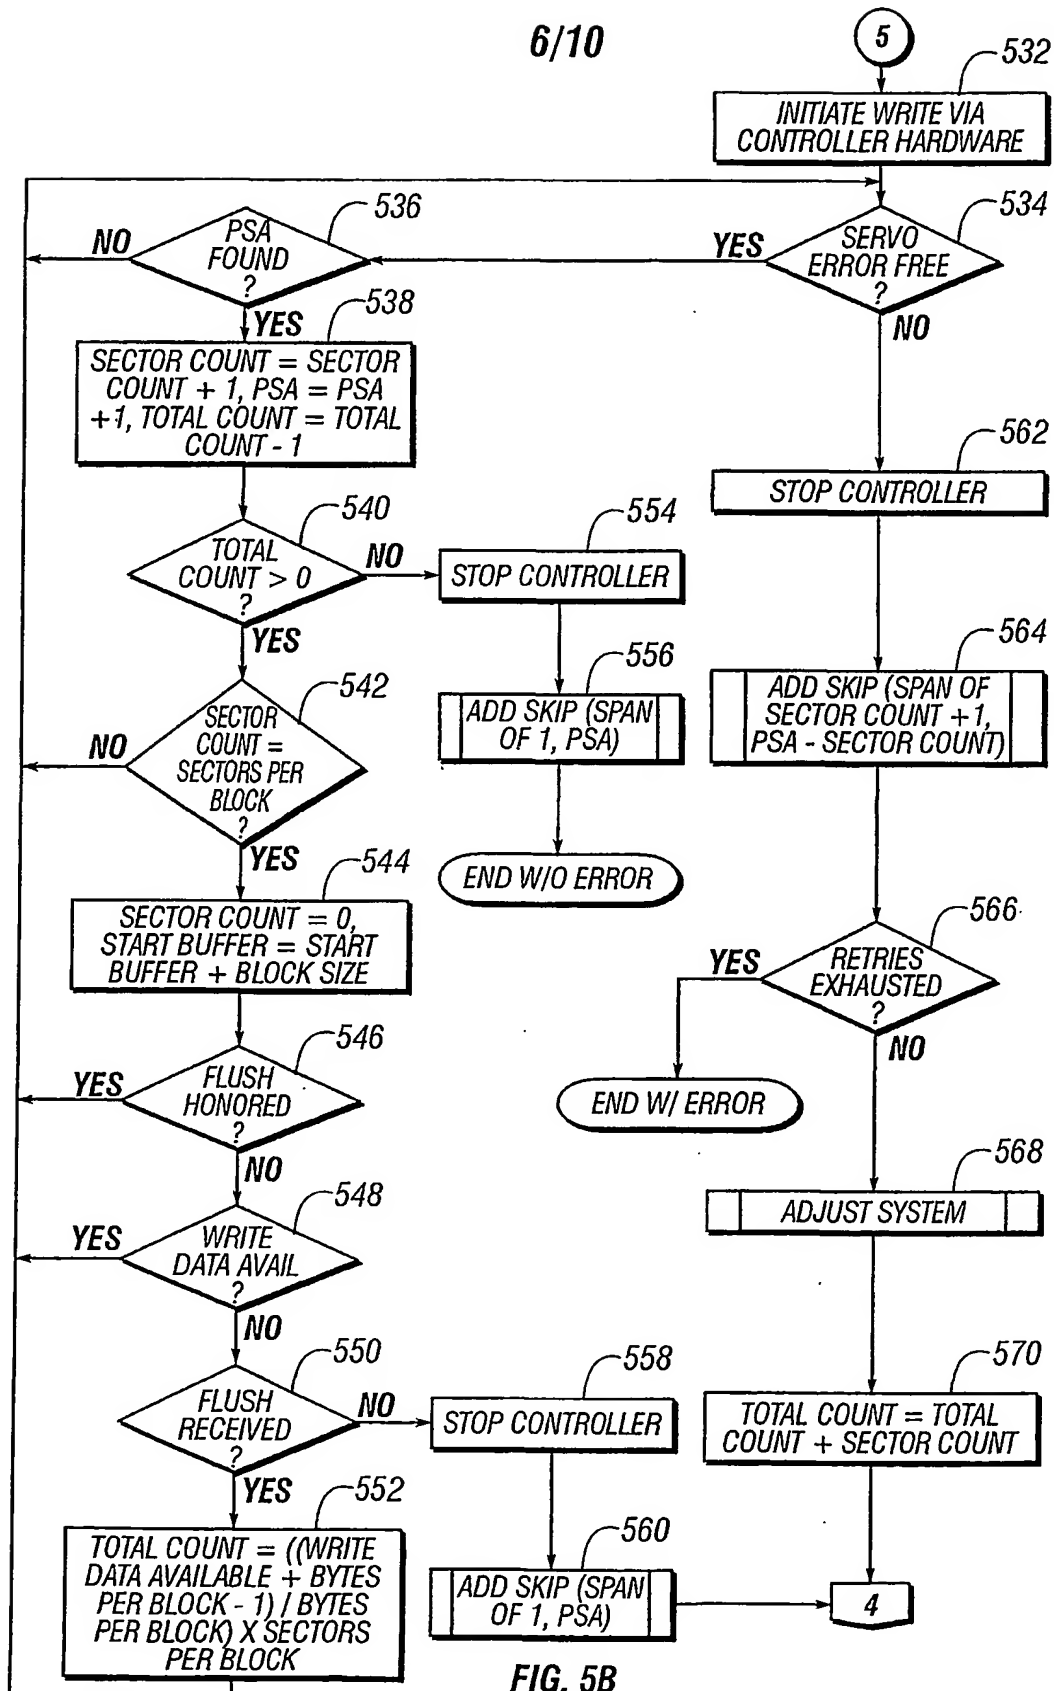 6/10
5
532
INITIATE WRITE VIA
CONTROLLER HARDWARE
534
SERVO
ERROR FREE
?
YES
NO
536
PSA
FOUND
?
NO
YES
538
SECTOR COUNT = SECTOR
COUNT + 1, PSA = PSA
+1, TOTAL COUNT = TOTAL
COUNT - 1
540
TOTAL
COUNT > 0
?
NO
YES
554
STOP CONTROLLER
556
ADD SKIP (SPAN
OF 1, PSA)
END W/O ERROR
542
SECTOR
COUNT =
SECTORS PER
BLOCK
?
NO
YES
544
SECTOR COUNT = 0,
START BUFFER = START
BUFFER + BLOCK SIZE
546
FLUSH
HONORED
?
YES
NO
548
WRITE
DATA AVAIL
?
YES
NO
550
FLUSH
RECEIVED
?
NO
YES
552
TOTAL COUNT = ((WRITE
DATA AVAILABLE + BYTES
PER BLOCK - 1) / BYTES
PER BLOCK) X SECTORS
PER BLOCK
558
STOP CONTROLLER
560
ADD SKIP (SPAN
OF 1, PSA)
562
STOP CONTROLLER
564
ADD SKIP (SPAN OF
SECTOR COUNT +1,
PSA - SECTOR COUNT)
566
RETRIES
EXHAUSTED
?
YES
NO
END W/ ERROR
568
ADJUST SYSTEM
570
TOTAL COUNT = TOTAL
COUNT + SECTOR COUNT
4
FIG. 5B